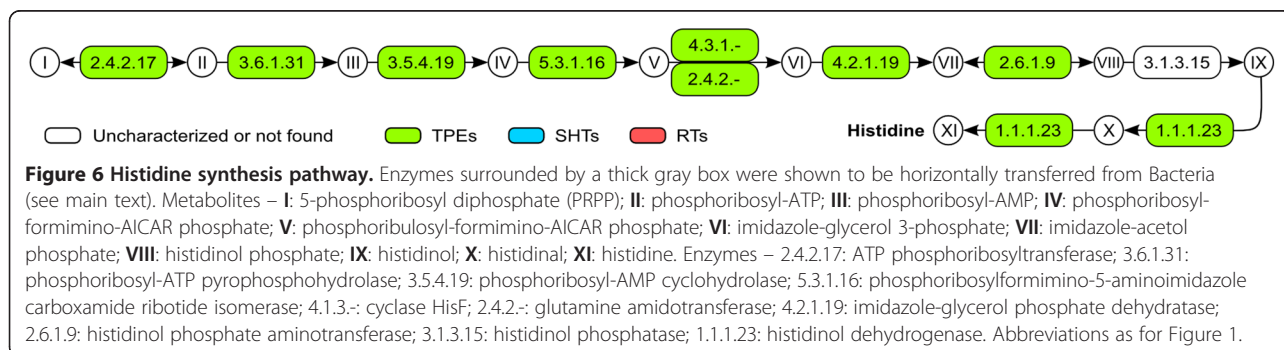 I 2.4.2.17 II 3.6.1.31 III 3.5.4.19 IV 5.3.1.16 V 4.3.1.- 2.4.2.- VI 4.2.1.19 VII 2.6.1.9 VIII 3.1.3.15 IX
Uncharacterized or not found TPEs SHTs RTs Histidine XI 1.1.1.23 X 1.1.1.23
Figure 6 Histidine synthesis pathway. Enzymes surrounded by a thick gray box were shown to be horizontally transferred from Bacteria
(see main text). Metabolites – I: 5-phosphoribosyl diphosphate (PRPP); II: phosphoribosyl-ATP; III: phosphoribosyl-AMP; IV: phosphoribosyl-
formimino-AICAR phosphate; V: phosphoribulosyl-formimino-AICAR phosphate; VI: imidazole-glycerol 3-phosphate; VII: imidazole-acetol
phosphate; VIII: histidinol phosphate; IX: histidinol; X: histidinal; XI: histidine. Enzymes – 2.4.2.17: ATP phosphoribosyltransferase; 3.6.1.31:
phosphoribosyl-ATP pyrophosphohydrolase; 3.5.4.19: phosphoribosyl-AMP cyclohydrolase; 5.3.1.16: phosphoribosylformimino-5-aminoimidazole
carboxamide ribotide isomerase; 4.1.3.-: cyclase HisF; 2.4.2.-: glutamine amidotransferase; 4.2.1.19: imidazole-glycerol phosphate dehydratase;
2.6.1.9: histidinol phosphate aminotransferase; 3.1.3.15: histidinol phosphatase; 1.1.1.23: histidinol dehydrogenase. Abbreviations as for Figure 1.